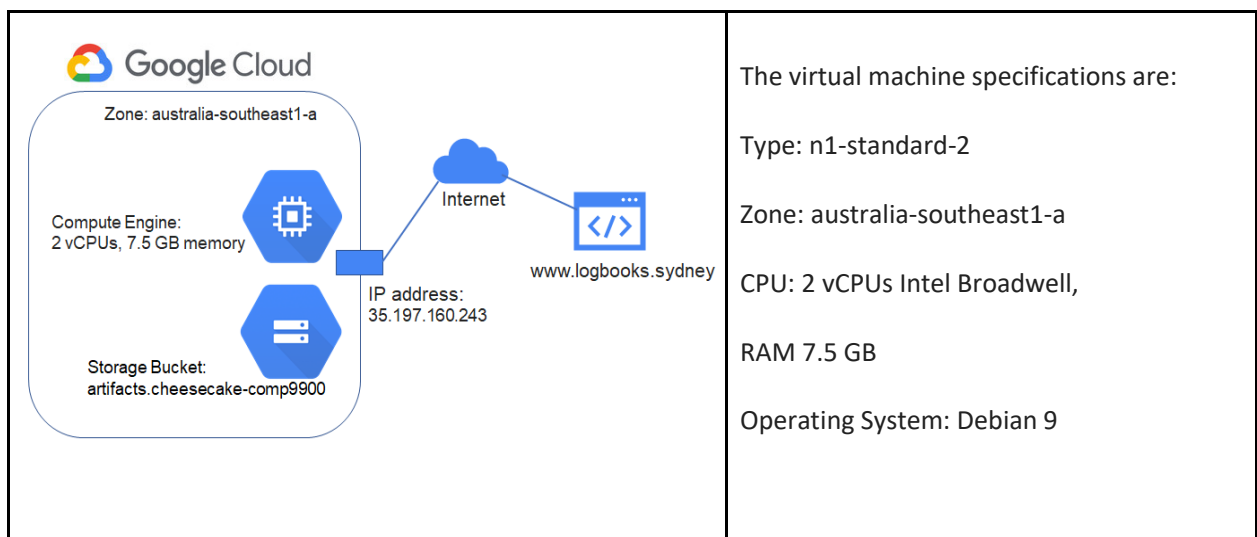 Google Cloud
Zone: australia-southeast1-a
Compute Engine:
2 vCPUs, 7.5 GB memory
Storage Bucket:
artifacts.cheesecake-comp9900
IP address:
35.197.160.243
Internet
</>
www.logbooks.sydney
The virtual machine specifications are:
Type: n1-standard-2
Zone: australia-southeast1-a
CPU: 2 vCPUs Intel Broadwell,
RAM 7.5 GB
Operating System: Debian 9